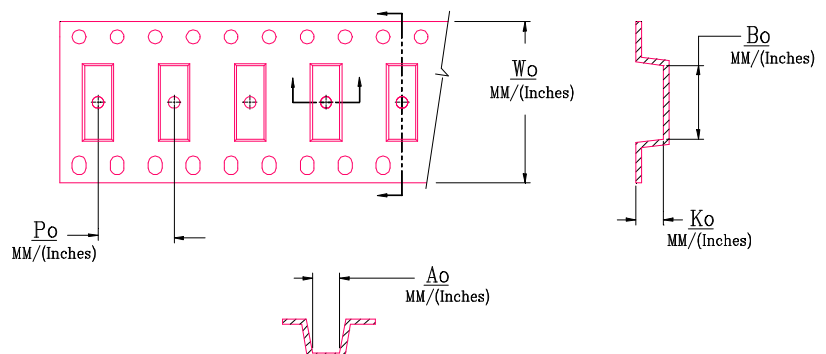 Wo
MM/(Inches)
Bo
MM/(Inches)
Po
MM/(Inches)
Ko
MM/(Inches)
Ao
MM/(Inches)